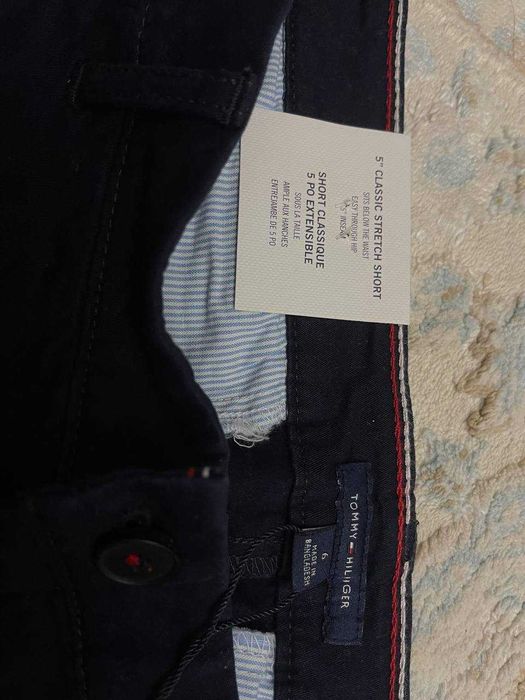 5" CLASSIC STRETCH SHORT
SITS BELOW THE WAIST
EASY THROUGH HIP
5" INSEAM
SHORT CLASSIQUE
5 PO EXTENSIBLE
SOUS LA TAILLE
AMPLE AUX HANCHES
ENTREJAMBE DE 5 PO
TOMMY HILFIGER
6
MADE IN
BANGLADESH